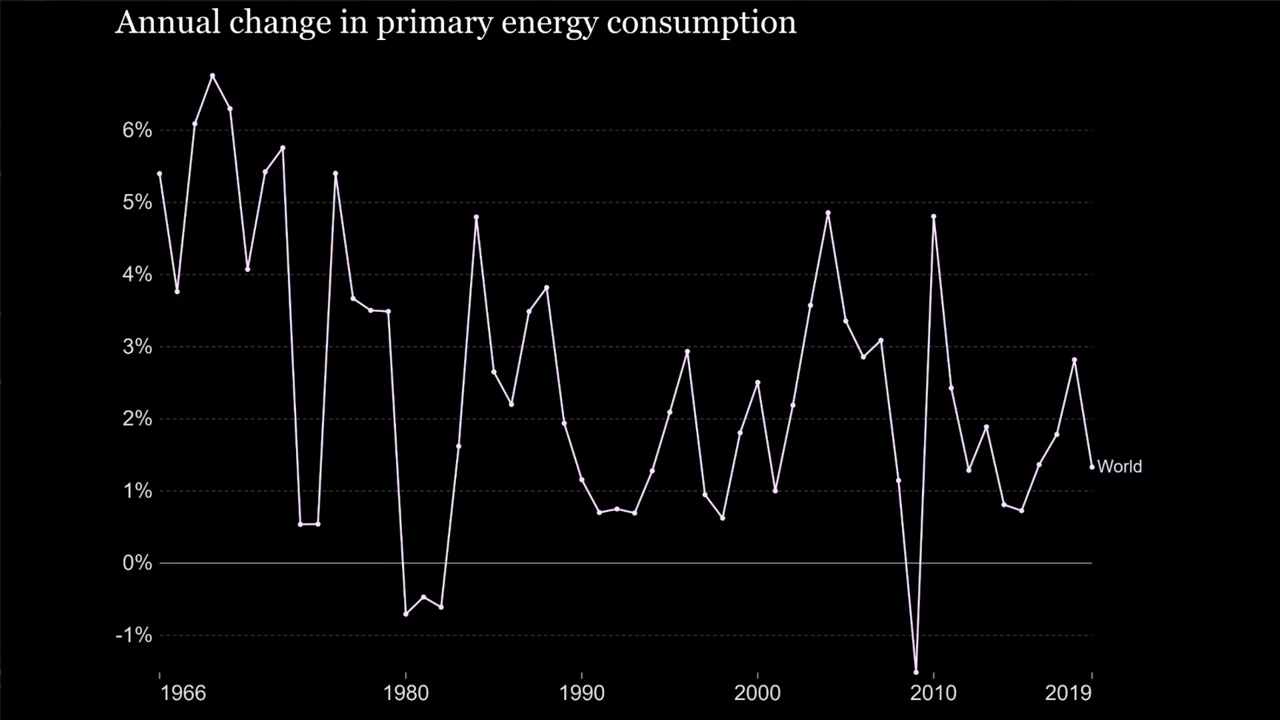 Annual change in primary energy consumption
6%
5%
4%
3%
2%
1%
0%
-1%
World
1966 1980 1990 2000 2010 2019